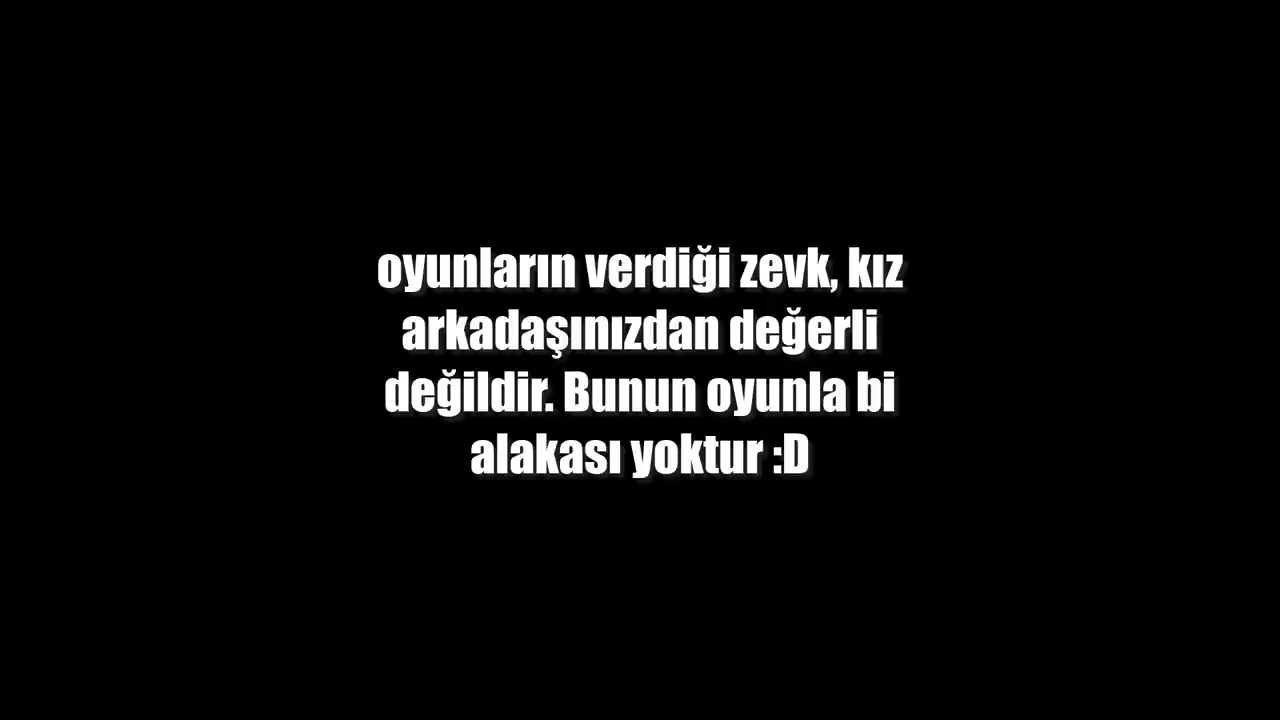 oyunların verdiği zevk, kız
arkadaşınızdan değerli
değildir. Bunun oyunla bi
alakası yoktur :D